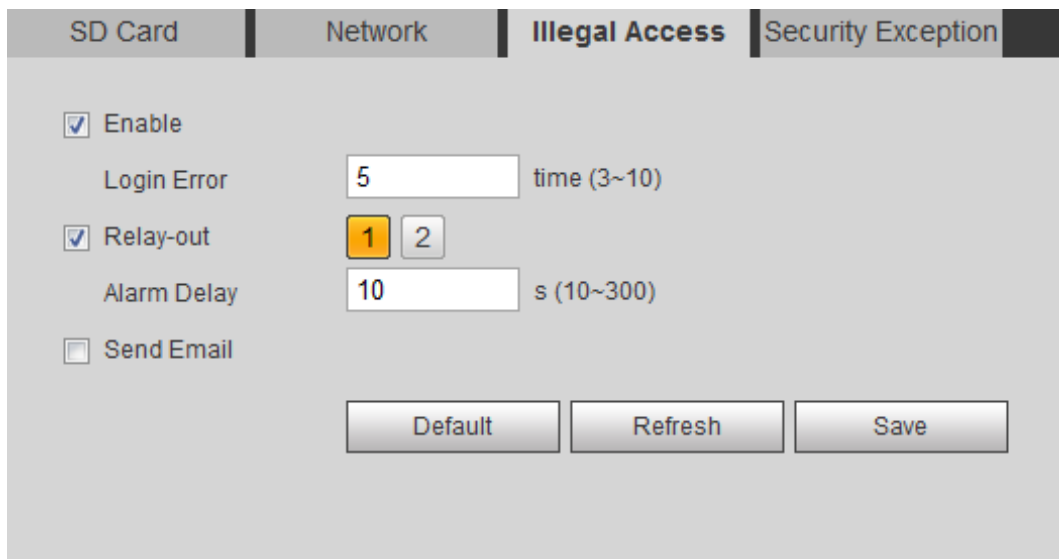 SD Card Network Illegal Access Security Exception
Enable
Login Error 5 time (3~10)
Relay-out 1 2
Alarm Delay 10 s (10~300)
Send Email
Default Refresh Save